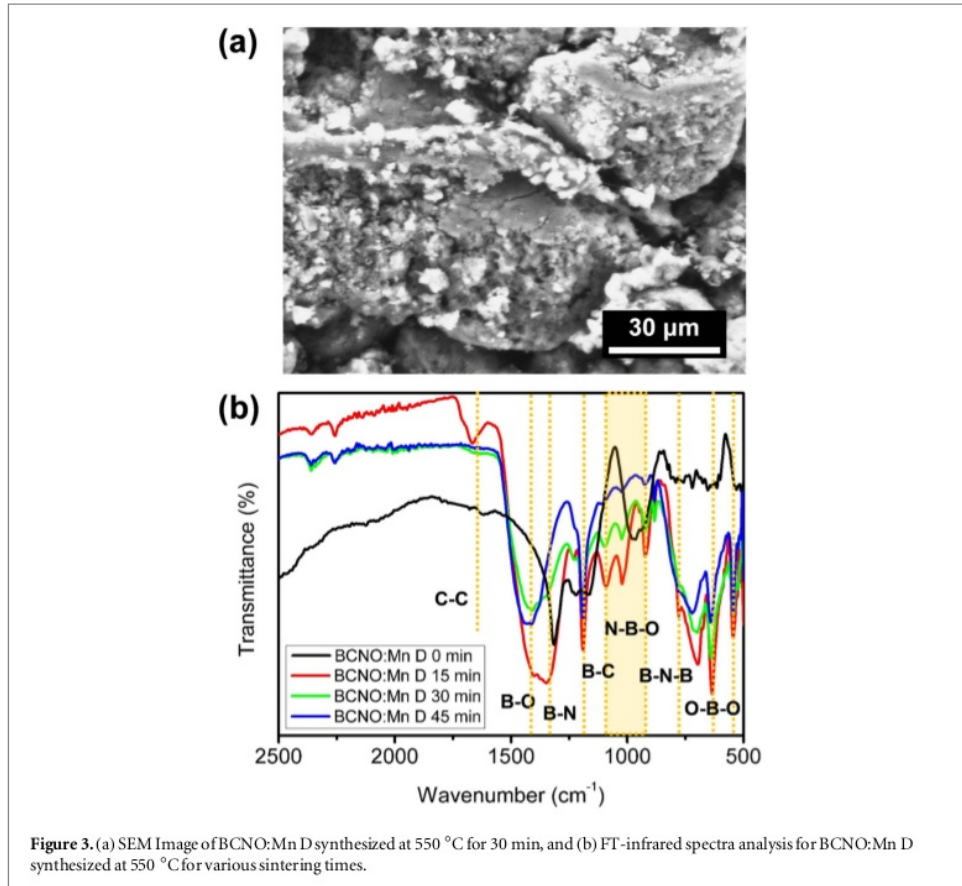 (a)
30 µm
(b)
Transmittance (%)
C-C
B-O
B-N
B-C
N-B-O
B-N-B
O-B-O
BCNO:Mn D 0 min
BCNO:Mn D 15 min
BCNO:Mn D 30 min
BCNO:Mn D 45 min
2500 2000 1500 1000 500
Wavenumber (cm⁻¹)
Figure 3. (a) SEM Image of BCNO:Mn D synthesized at 550 °C for 30 min, and (b) FT-infrared spectra analysis for BCNO:Mn D
synthesized at 550 °C for various sintering times.